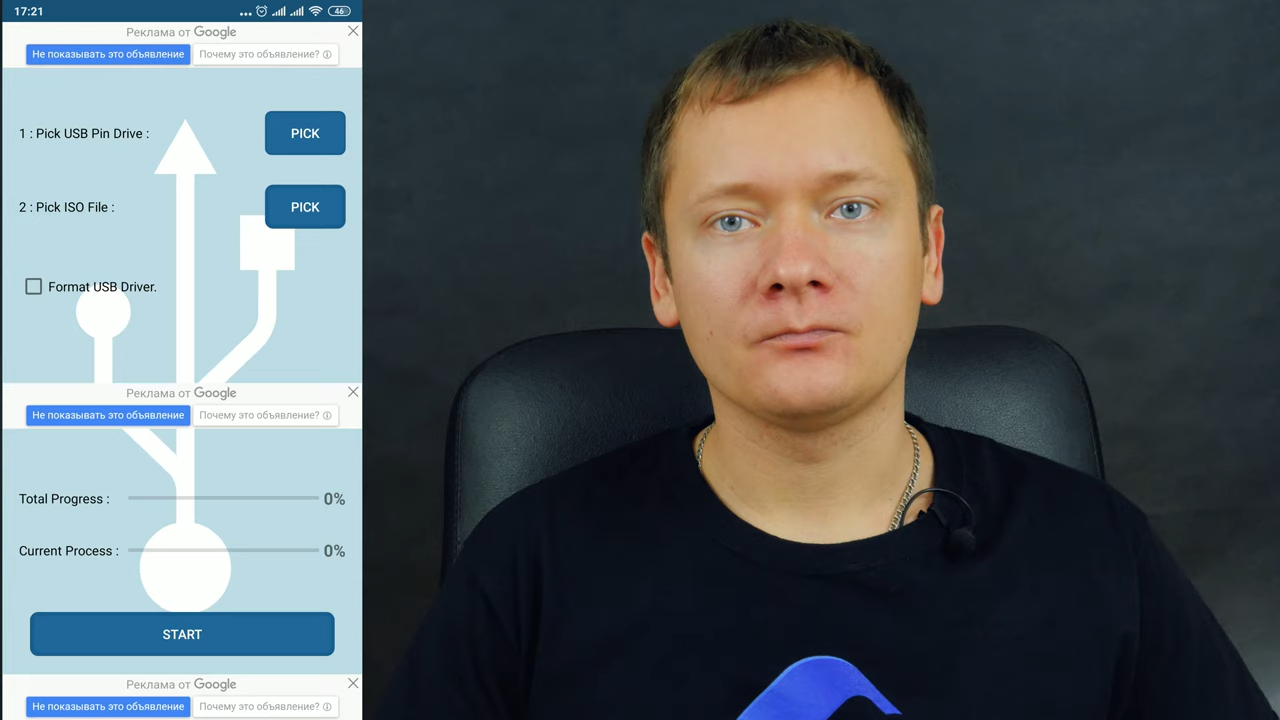 17:21
46
Реклама от Google
Не показывать это объявление
Почему это объявление?
1 : Pick USB Pin Drive :
PICK
2 : Pick ISO File :
PICK
Format USB Driver.
Реклама от Google
Не показывать это объявление
Почему это объявление?
Total Progress :
0%
Current Process :
0%
START
Реклама от Google
Не показывать это объявление
Почему это объявление?